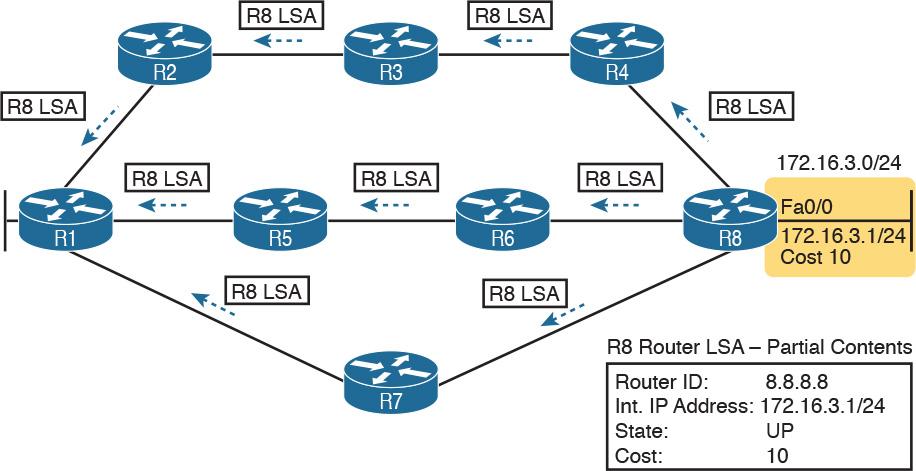 R8 LSA
R8 LSA
R2
R3
R4
R8 LSA
R8 LSA
172.16.3.0/24
R8 LSA
R8 LSA
R8 LSA
Fa0/0
R1
R5
R6
R8
172.16.3.1/24
Cost 10
R8 LSA
R8 LSA
R7
R8 Router LSA – Partial Contents
Router ID: 8.8.8.8
Int. IP Address: 172.16.3.1/24
State: UP
Cost: 10